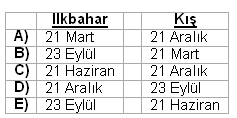 İlkbahar Kış
A) 21 Mart 21 Aralık
B) 23 Eylül 21 Mart
C) 21 Haziran 21 Aralık
D) 21 Aralık 23 Eylül
E) 23 Eylül 21 Haziran